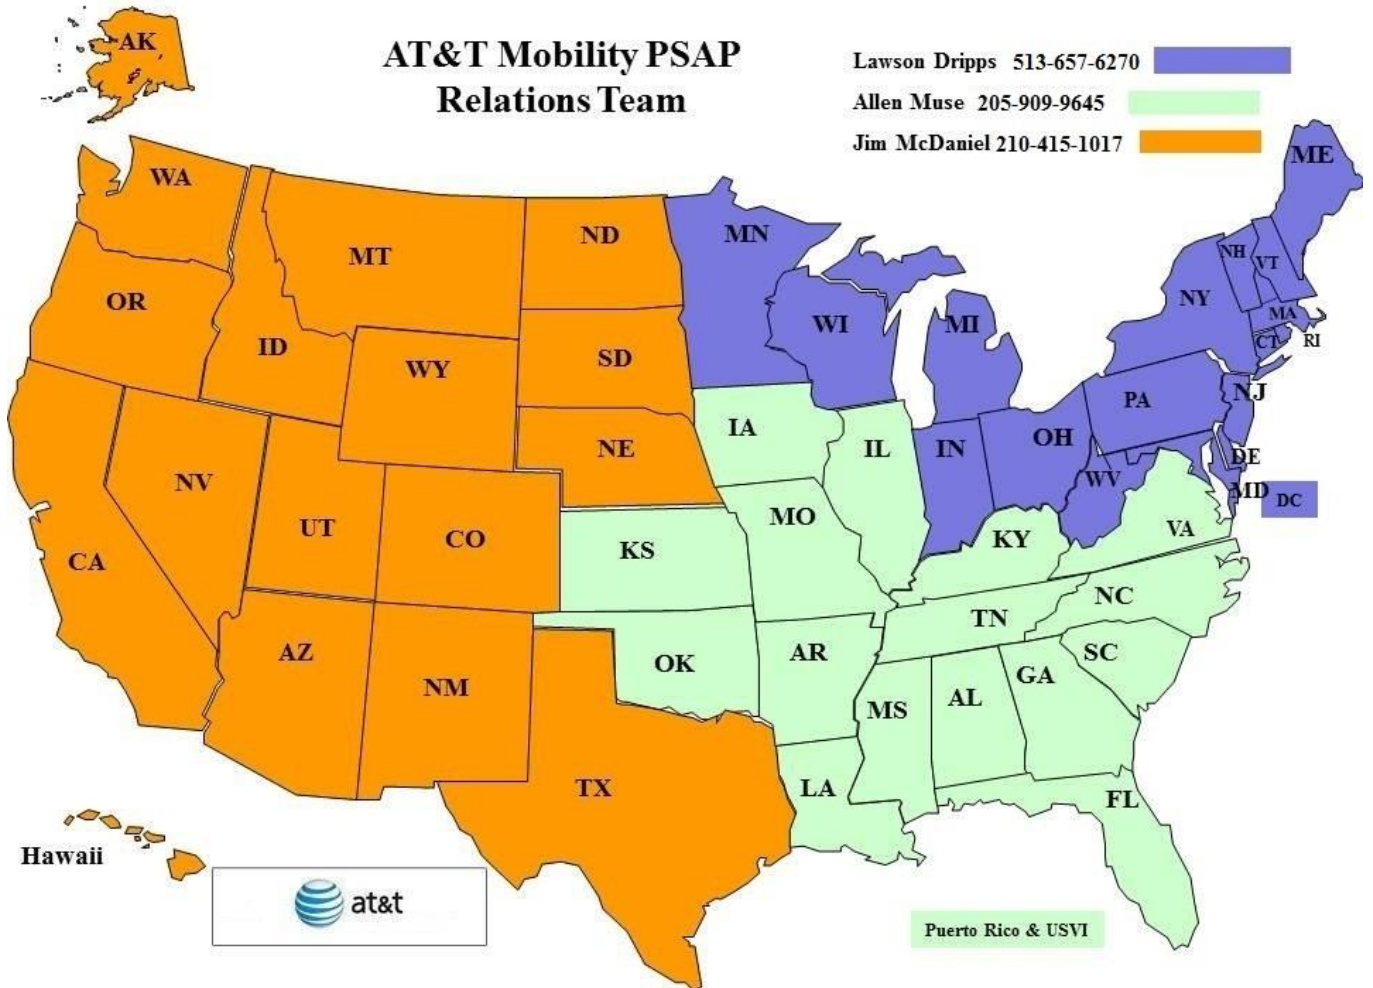 AK
AT&T Mobility PSAP
Relations Team
Lawson Dripps 513-657-6270
Allen Muse 205-909-9645
Jim McDaniel 210-415-1017
WA
MT
ND
MN
ME
OR
ID
WY
SD
WI
MI
NY
NH
VT
MA
CT
RI
NV
UT
CO
NE
IA
IL
IN
OH
PA
NJ
WV
DE
MD
DC
CA
KS
MO
KY
VA
AZ
NM
OK
AR
TN
NC
SC
MS
AL
GA
TX
LA
FL
Hawaii
at&t
Puerto Rico & USVI